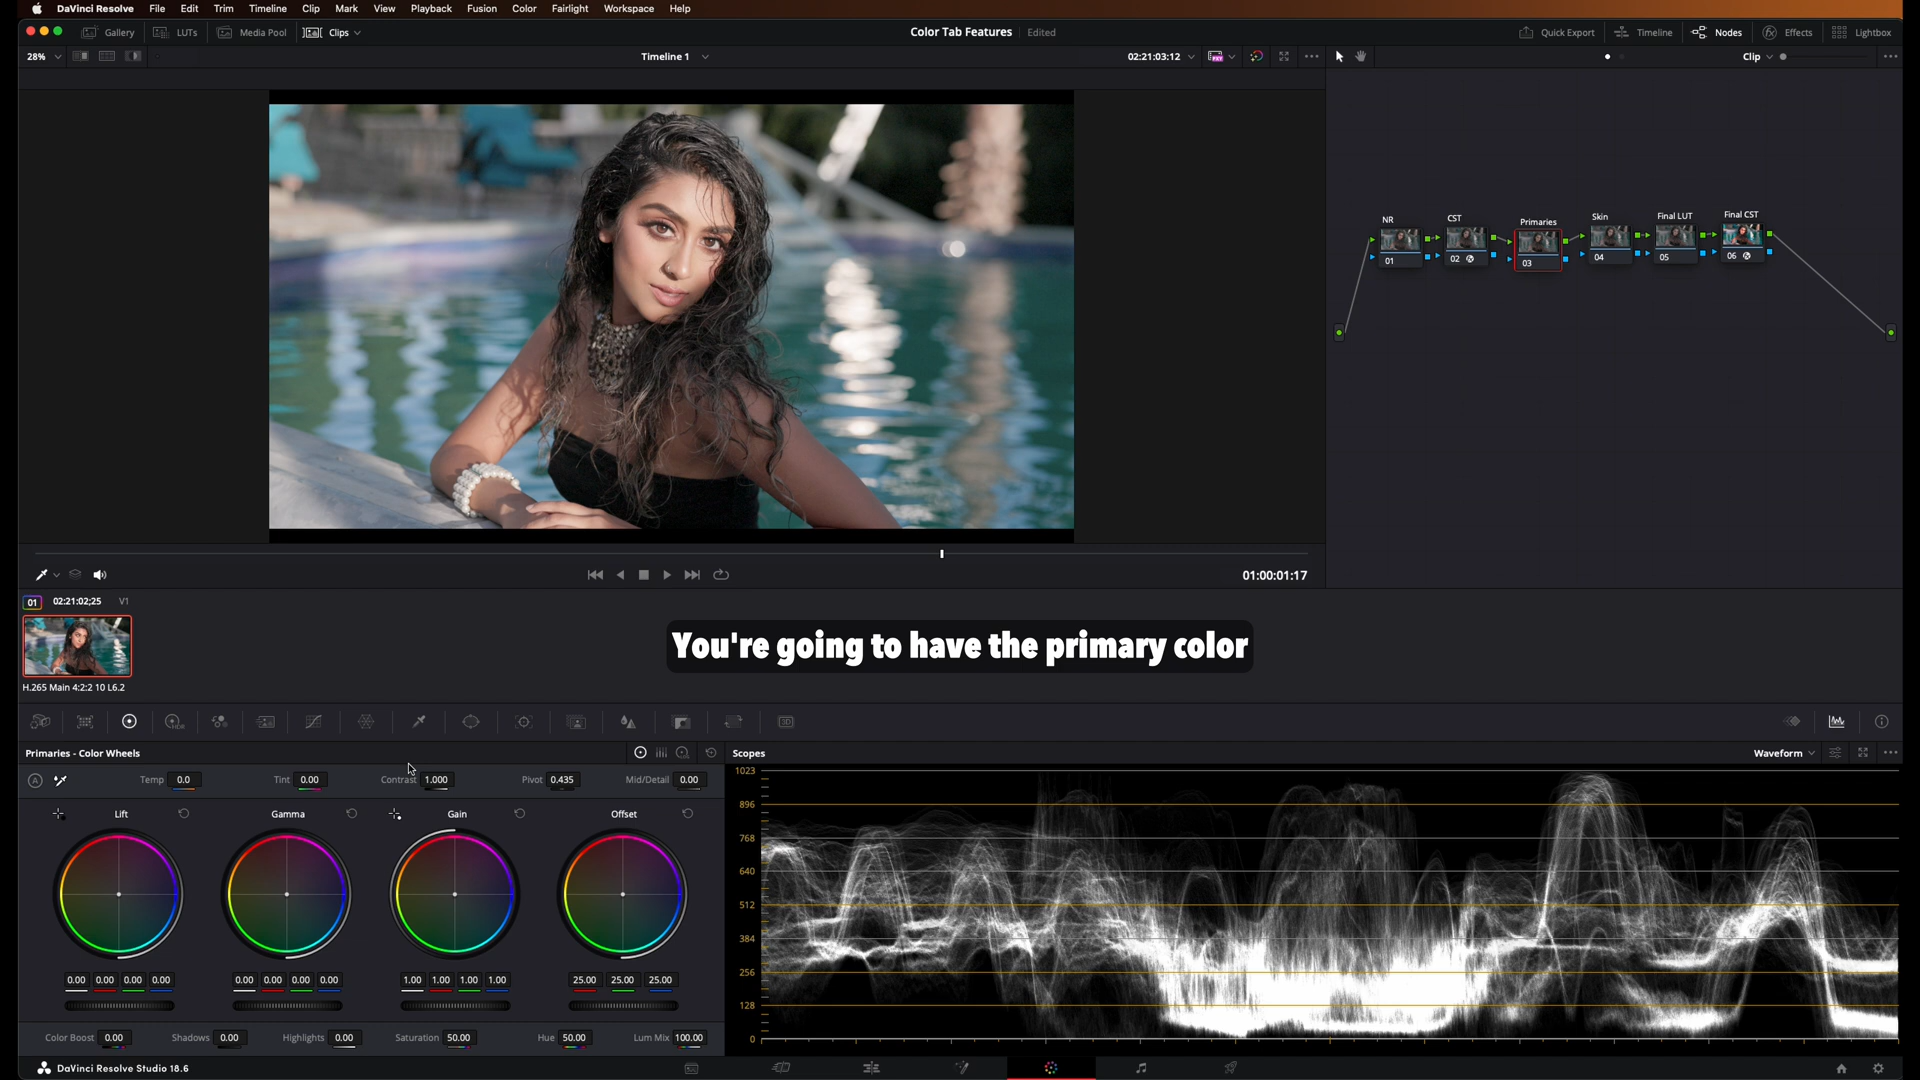 DaVinci Resolve File Edit Trim Timeline Clip Mark View Playback Fusion Color Fairlight Workspace Help
Gallery LUTs Media Pool Clips Color Tab Features Edited Quick Export Timeline Nodes Effects Lightbox
28% Timeline 1 02:21:03:12 Clip
NR CST Primaries Skin Final LUT Final CST
01 02 03 04 05 06
01:00:01:17
01 02:21:02;25 V1
You're going to have the primary color
H.265 Main 4:2:2 10 L6.2
HDR 3D
Primaries - Color Wheels
Scopes Waveform
A Temp 0.0 Tint 0.00 Contrast 1.000 Pivot 0.435 Mid/Detail 0.00
Lift Gamma Gain Offset
0.00 0.00 0.00 0.00 0.00 0.00 0.00 0.00 1.00 1.00 1.00 1.00 25.00 25.00 25.00
Color Boost 0.00 Shadows 0.00 Highlights 0.00 Saturation 50.00 Hue 50.00 Lum Mix 100.00
1023
896
768
640
512
384
256
128
0
DaVinci Resolve Studio 18.6